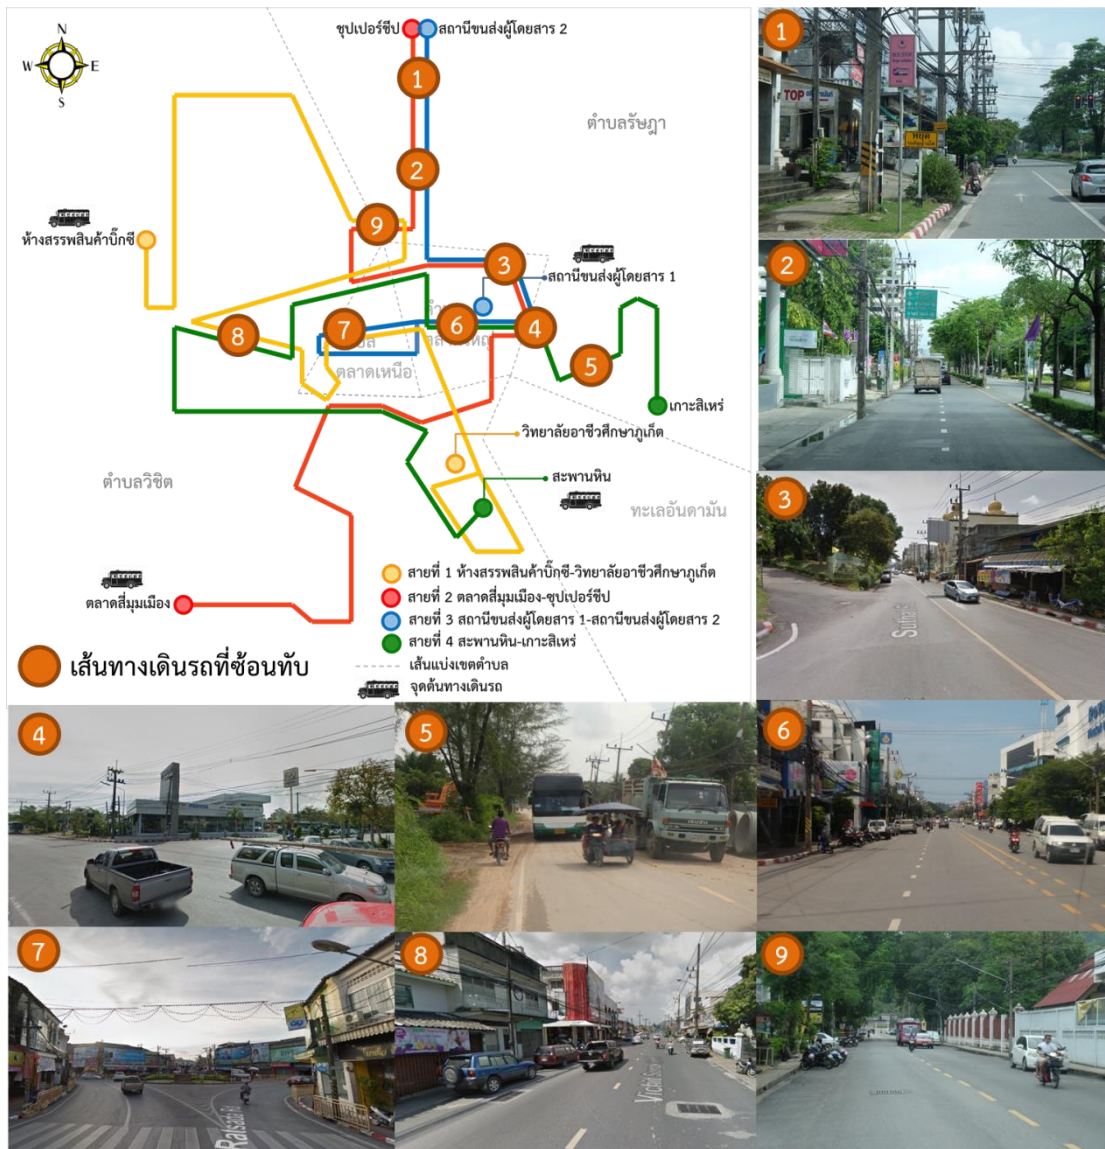 N
W E
S
ซุปเปอร์ชีป
สถานีขนส่งผู้โดยสาร 2
1
ตำบลรัษฎา
2
9
ห้างสรรพสินค้าบิ๊กซี
3
สถานีขนส่งผู้โดยสาร 1
8
7
6
4
5
ตลาดเหนือ
เกาะสิเหร่
วิทยาลัยอาชีวศึกษาภูเก็ต
ตำบลวิชิต
สะพานหิน
ทะเลอันดามัน
ตลาดสี่มุมเมือง
สายที่ 1 ห้างสรรพสินค้าบิ๊กซี-วิทยาลัยอาชีวศึกษาภูเก็ต
สายที่ 2 ตลาดสี่มุมเมือง-ซุปเปอร์ชีป
สายที่ 3 สถานีขนส่งผู้โดยสาร 1-สถานีขนส่งผู้โดยสาร 2
สายที่ 4 สะพานหิน-เกาะสิเหร่
เส้นแบ่งเขตตำบล
จุดต้นทางเดินรถ
เส้นทางเดินรถที่ซ้อนทับ
1
TOP
หยุด
2
3
4
5
ISUZU
6
7
Ratsada Rd
8
9